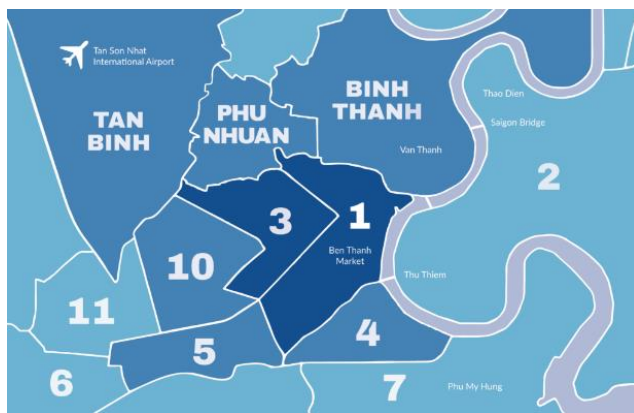 Tan Son Nhat
International Airport
TAN
BINH
PHU
NHUAN
BINH
THANH
Thao Dien
Saigon Bridge
Van Thanh
2
3
1
Ben Thanh
Market
10
Thu Thiem
11
5
4
6
7
Phu My Hung